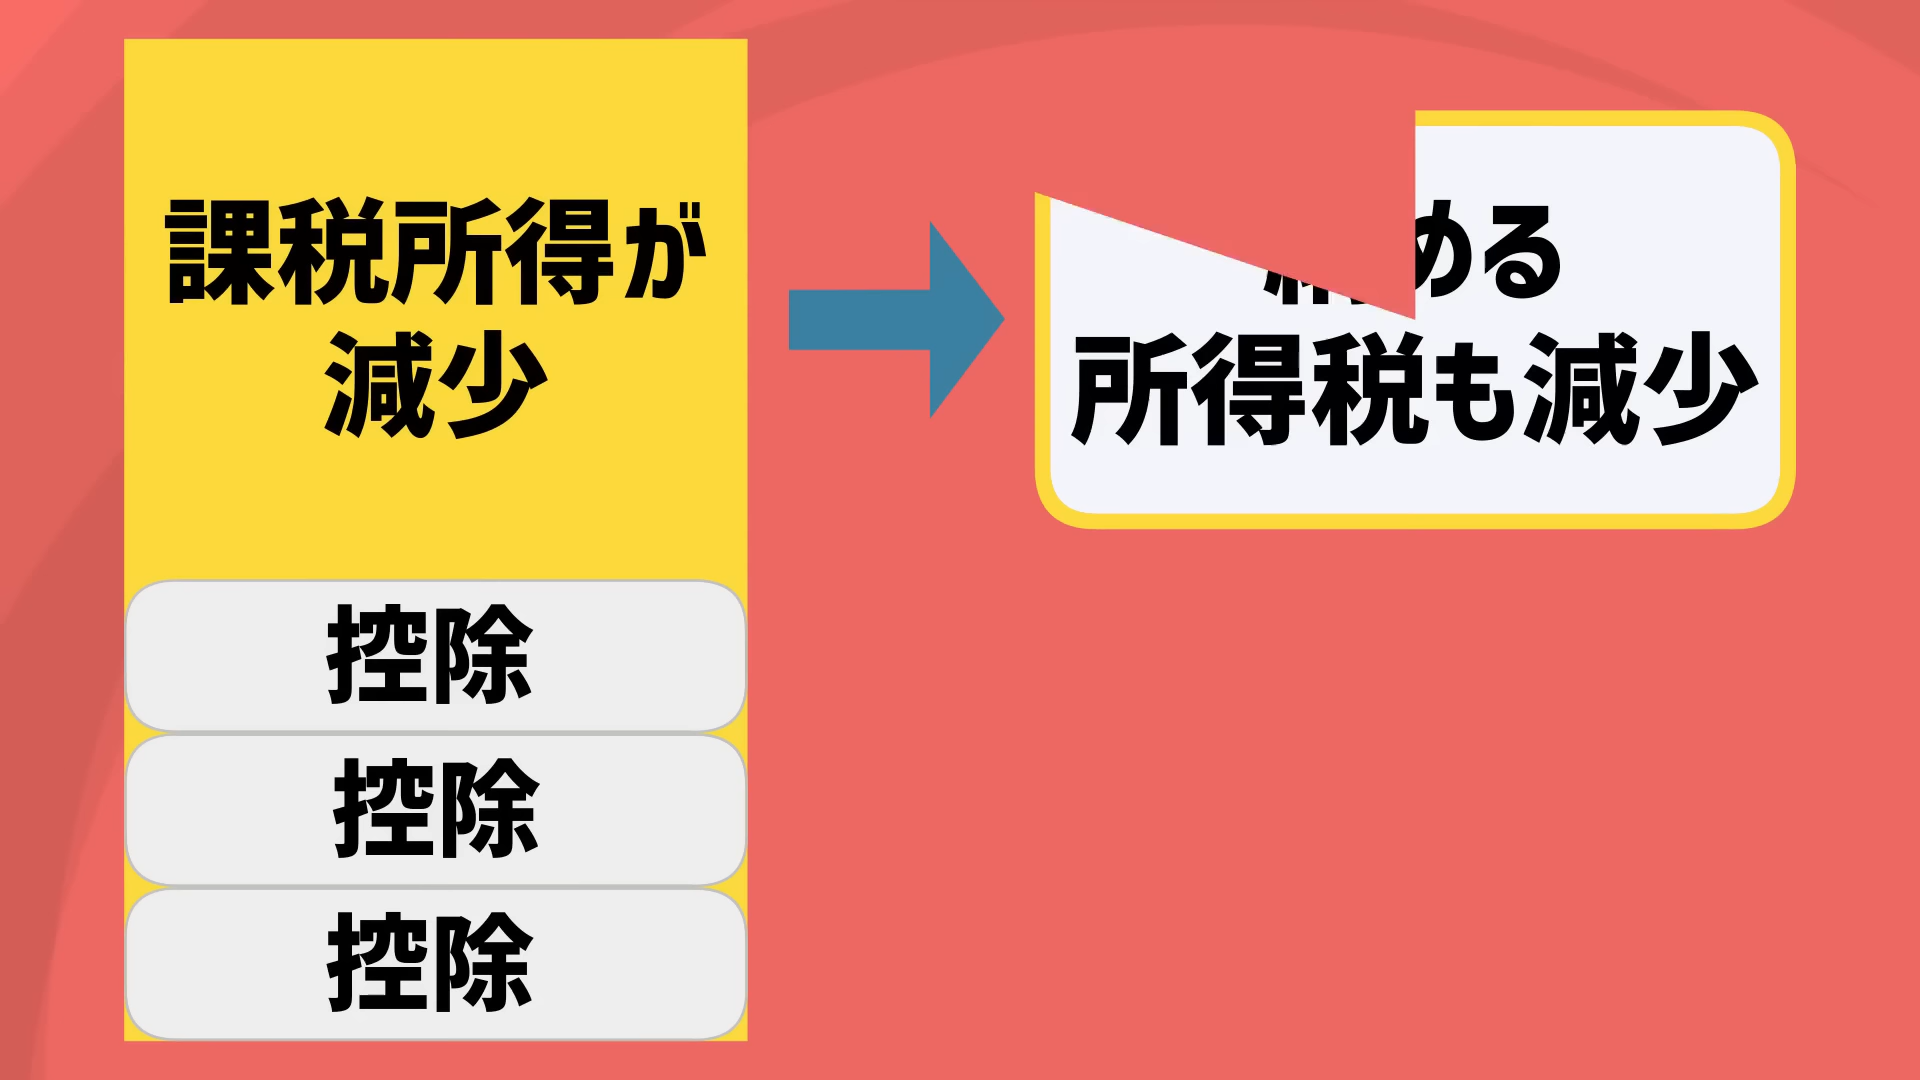 課税所得が
減少
める
所得税も減少
控除
控除
控除